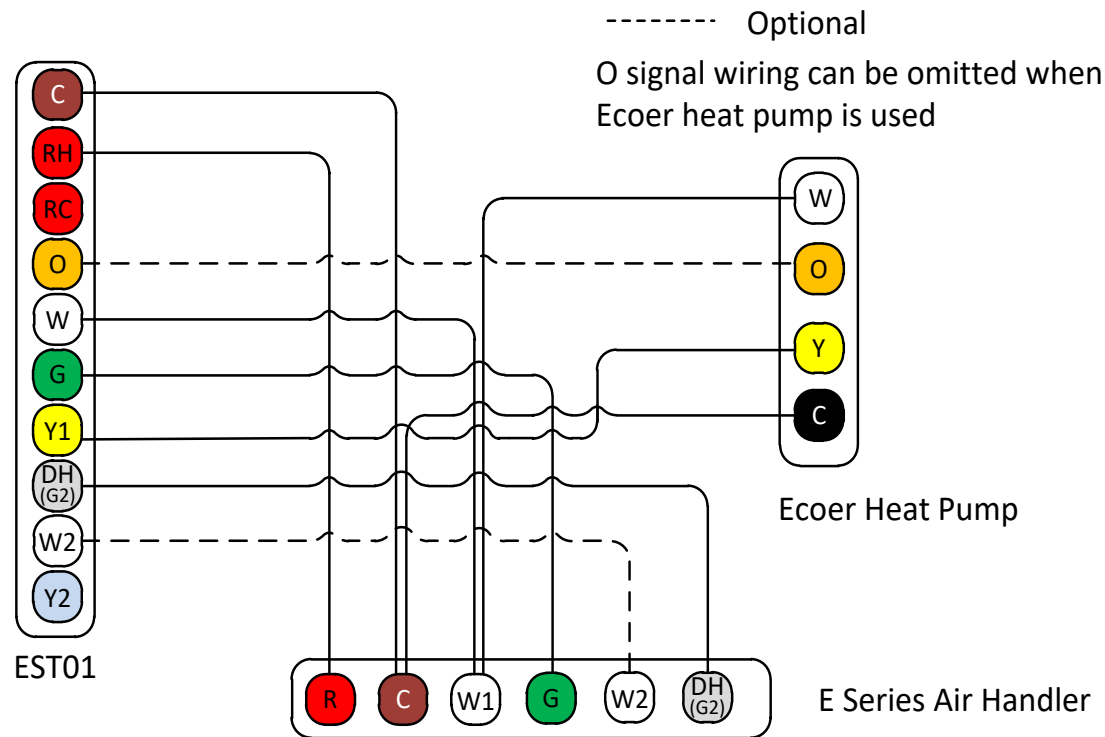 Optional
O signal wiring can be omitted when
Ecoer heat pump is used
C
RH
RC
O
W
G
Y1
DH
(G2)
W2
Y2
EST01
W
O
Y
C
Ecoer Heat Pump
R
C
W1
G
W2
DH
(G2)
E Series Air Handler